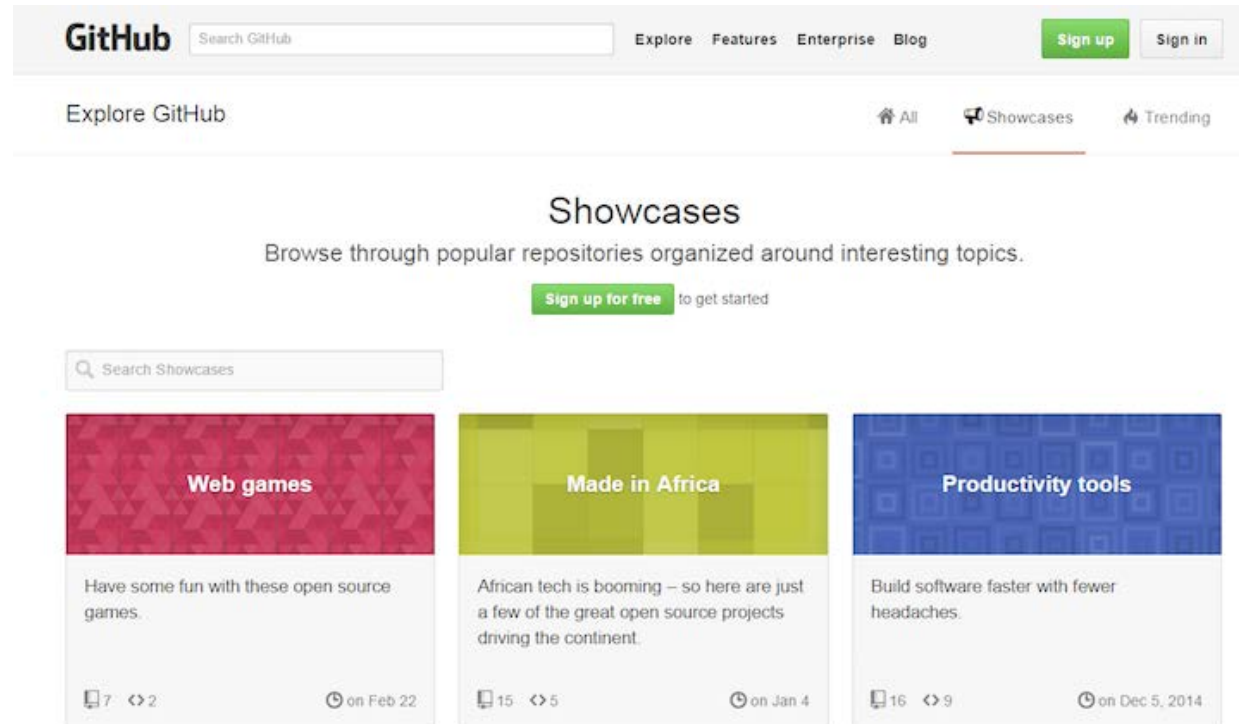 GitHub Search GitHub Explore Features Enterprise Blog Sign up Sign in
Explore GitHub All Showcases Trending
Showcases
Browse through popular repositories organized around interesting topics.
Sign up for free to get started
Search Showcases
Web games
Have some fun with these open source
games.
7 <> 2 on Feb 22
Made in Africa
African tech is booming – so here are just
a few of the great open source projects
driving the continent.
15 <> 5 on Jan 4
Productivity tools
Build software faster with fewer
headaches.
16 <> 9 on Dec 5, 2014